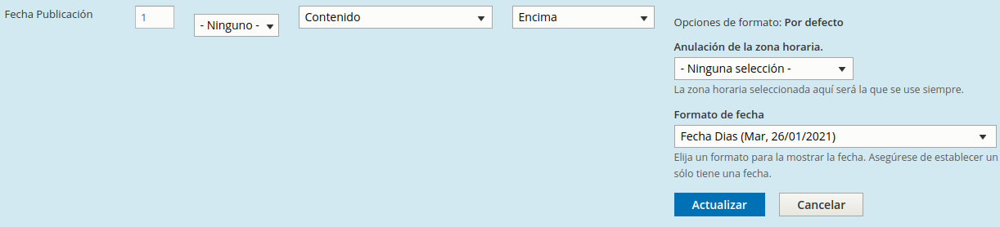 Fecha Publicación
1
- Ninguno -
Contenido
Encima
Opciones de formato: Por defecto
Anulación de la zona horaria.
- Ninguna selección -
La zona horaria seleccionada aquí será la que se use siempre.
Formato de fecha
Fecha Dias (Mar, 26/01/2021)
Elija un formato para la mostrar la fecha. Asegúrese de establecer un
sólo tiene una fecha.
Actualizar
Cancelar